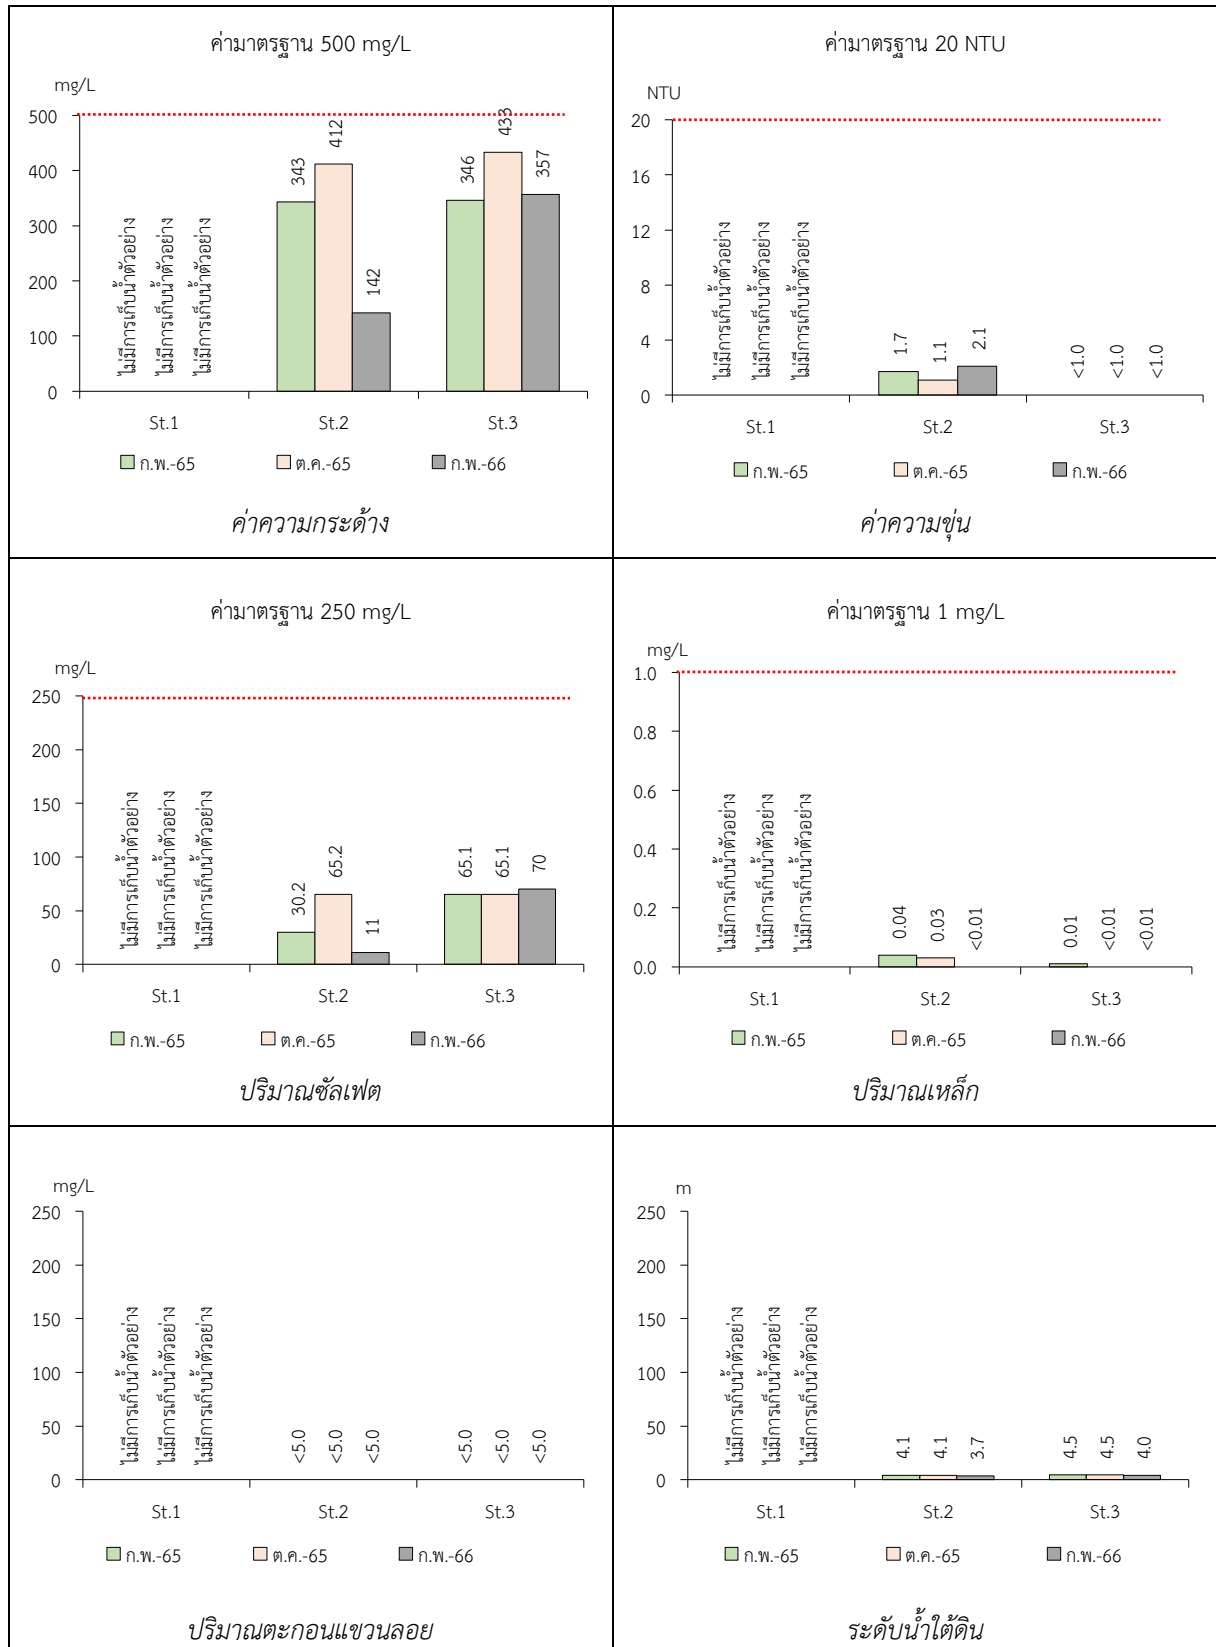 ค่ามาตรฐาน 500 mg/L
mg/L
500
400
300
200
100
0
ไม่มีการเก็บน้ำตัวอย่าง
ไม่มีการเก็บน้ำตัวอย่าง
ไม่มีการเก็บน้ำตัวอย่าง
343
412
142
346
433
357
St.1 St.2 St.3
ก.พ.-65 ต.ค.-65 ก.พ.-66
ค่าความกระด้าง
ค่ามาตรฐาน 20 NTU
NTU
20
16
12
8
4
0
ไม่มีการเก็บน้ำตัวอย่าง
ไม่มีการเก็บน้ำตัวอย่าง
ไม่มีการเก็บน้ำตัวอย่าง
1.7
1.1
2.1
<1.0
<1.0
<1.0
St.1 St.2 St.3
ก.พ.-65 ต.ค.-65 ก.พ.-66
ค่าความขุ่น
ค่ามาตรฐาน 250 mg/L
mg/L
250
200
150
100
50
0
ไม่มีการเก็บน้ำตัวอย่าง
ไม่มีการเก็บน้ำตัวอย่าง
ไม่มีการเก็บน้ำตัวอย่าง
30.2
65.2
11
65.1
65.1
70
St.1 St.2 St.3
ก.พ.-65 ต.ค.-65 ก.พ.-66
ปริมาณซัลเฟต
ค่ามาตรฐาน 1 mg/L
mg/L
1.0
0.8
0.6
0.4
0.2
0.0
ไม่มีการเก็บน้ำตัวอย่าง
ไม่มีการเก็บน้ำตัวอย่าง
ไม่มีการเก็บน้ำตัวอย่าง
0.04
0.03
<0.01
0.01
<0.01
<0.01
St.1 St.2 St.3
ก.พ.-65 ต.ค.-65 ก.พ.-66
ปริมาณเหล็ก
mg/L
250
200
150
100
50
0
ไม่มีการเก็บน้ำตัวอย่าง
ไม่มีการเก็บน้ำตัวอย่าง
ไม่มีการเก็บน้ำตัวอย่าง
<5.0
<5.0
<5.0
<5.0
<5.0
<5.0
St.1 St.2 St.3
ก.พ.-65 ต.ค.-65 ก.พ.-66
ปริมาณตะกอนแขวนลอย
m
250
200
150
100
50
0
ไม่มีการเก็บน้ำตัวอย่าง
ไม่มีการเก็บน้ำตัวอย่าง
ไม่มีการเก็บน้ำตัวอย่าง
4.1
4.1
3.7
4.5
4.5
4.0
St.1 St.2 St.3
ก.พ.-65 ต.ค.-65 ก.พ.-66
ระดับน้ำใต้ดิน